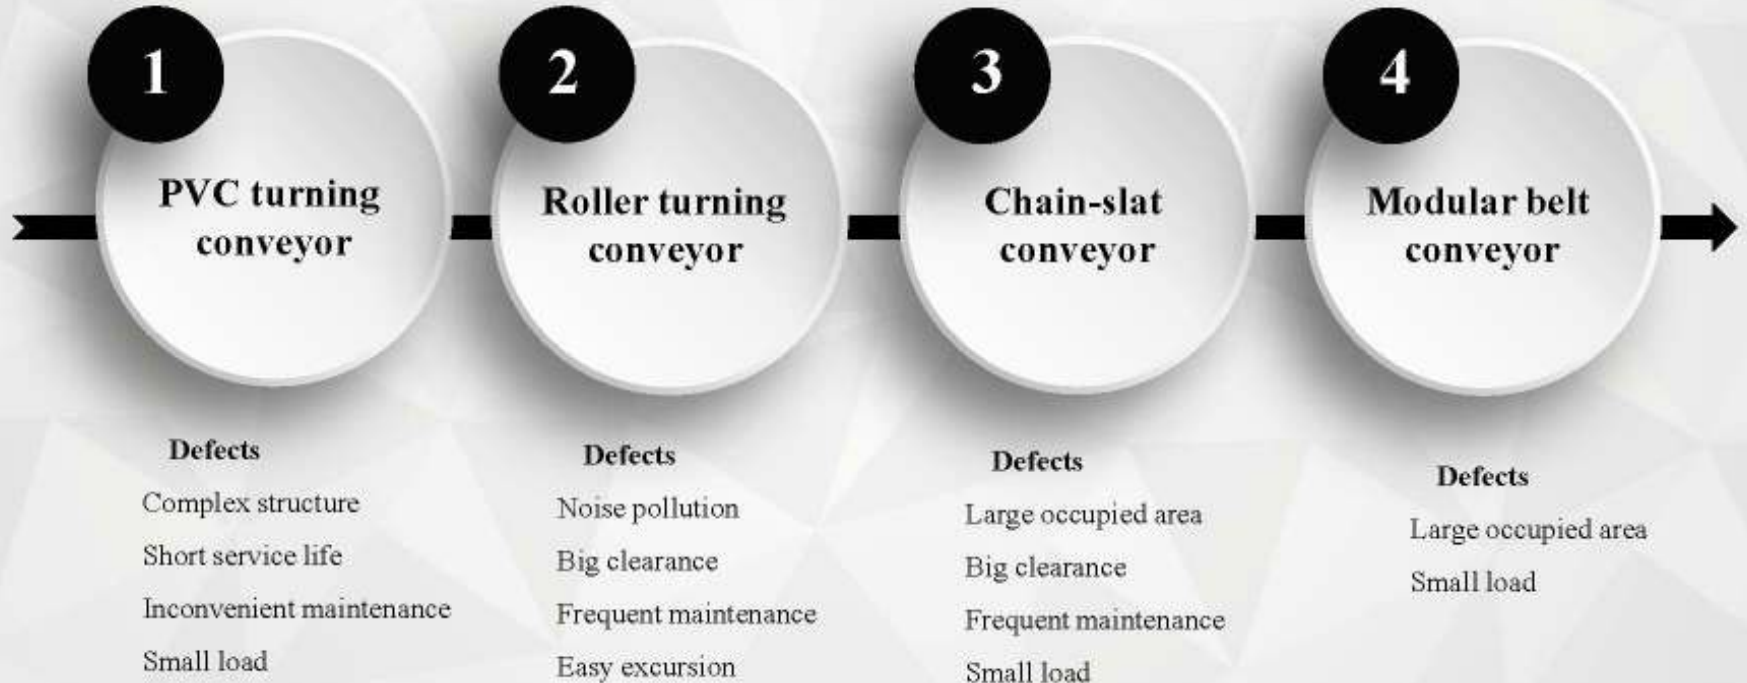 1
PVC turning
conveyor
Defects
Complex structure
Short service life
Inconvenient maintenance
Small load
2
Roller turning
conveyor
Defects
Noise pollution
Big clearance
Frequent maintenance
Easy excursion
3
Chain-slat
conveyor
Defects
Large occupied area
Big clearance
Frequent maintenance
Small load
4
Modular belt
conveyor
Defects
Large occupied area
Small load